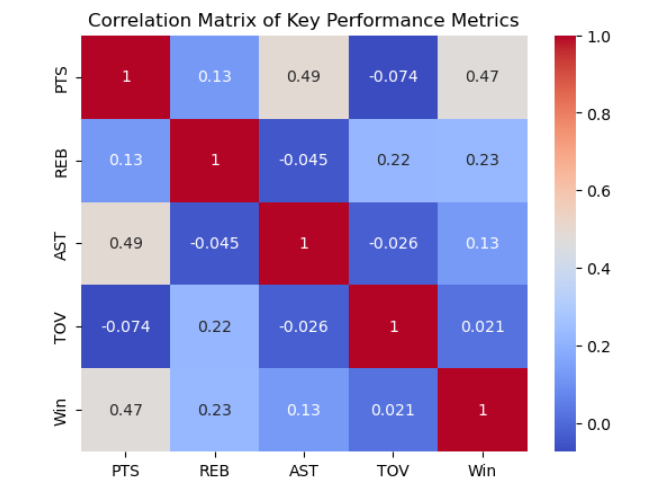 Correlation Matrix of Key Performance Metrics
PTS 1 0.13 0.49 -0.074 0.47
REB 0.13 1 -0.045 0.22 0.23
AST 0.49 -0.045 1 -0.026 0.13
TOV -0.074 0.22 -0.026 1 0.021
Win 0.47 0.23 0.13 0.021 1
PTS REB AST TOV Win
1.0
0.8
0.6
0.4
0.2
0.0